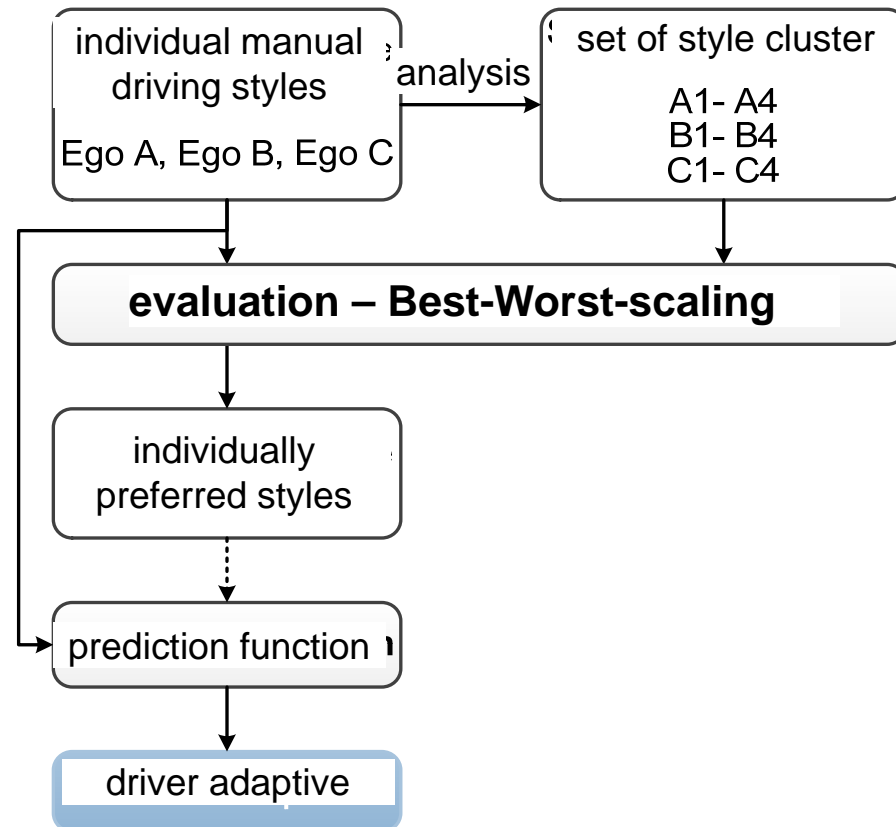 individual manual
driving styles
Ego A, Ego B, Ego C
analysis
set of style cluster
A1- A4
B1- B4
C1- C4
evaluation – Best-Worst-scaling
individually
preferred styles
prediction function
driver adaptive